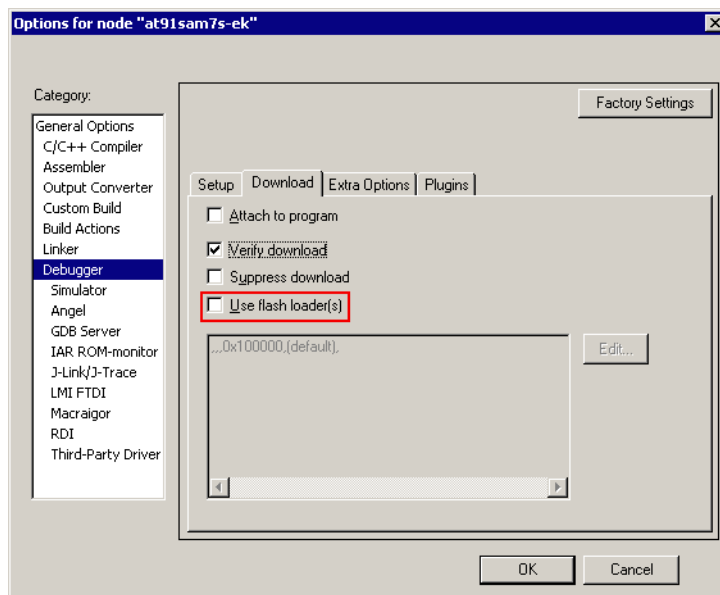 Options for node "at91sam7s-ek"
Category:
Factory Settings
General Options
C/C++ Compiler
Assembler
Output Converter
Custom Build
Build Actions
Linker
Debugger
Simulator
Angel
GDB Server
IAR ROM-monitor
J-Link/J-Trace
LMI FTDI
Macraigor
RDI
Third-Party Driver
Setup Download Extra Options Plugins
Attach to program
Verify download
Suppress download
Use flash loader(s)
,,,0x100000,(default),
Edit...
OK Cancel